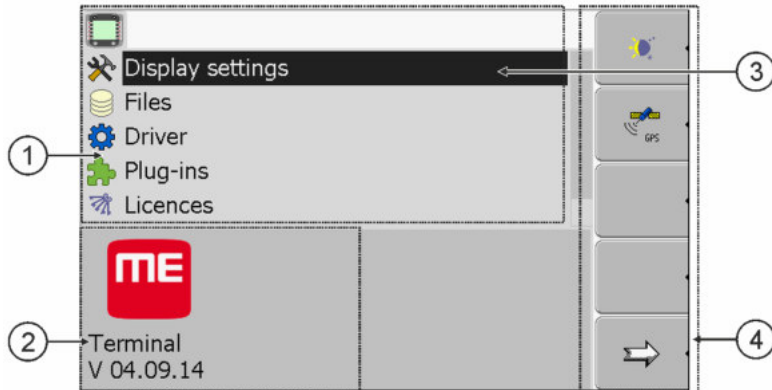 Display settings
Files
Driver
Plug-ins
Licences
ME
Terminal
V 04.09.14
GPS
1
2
3
4